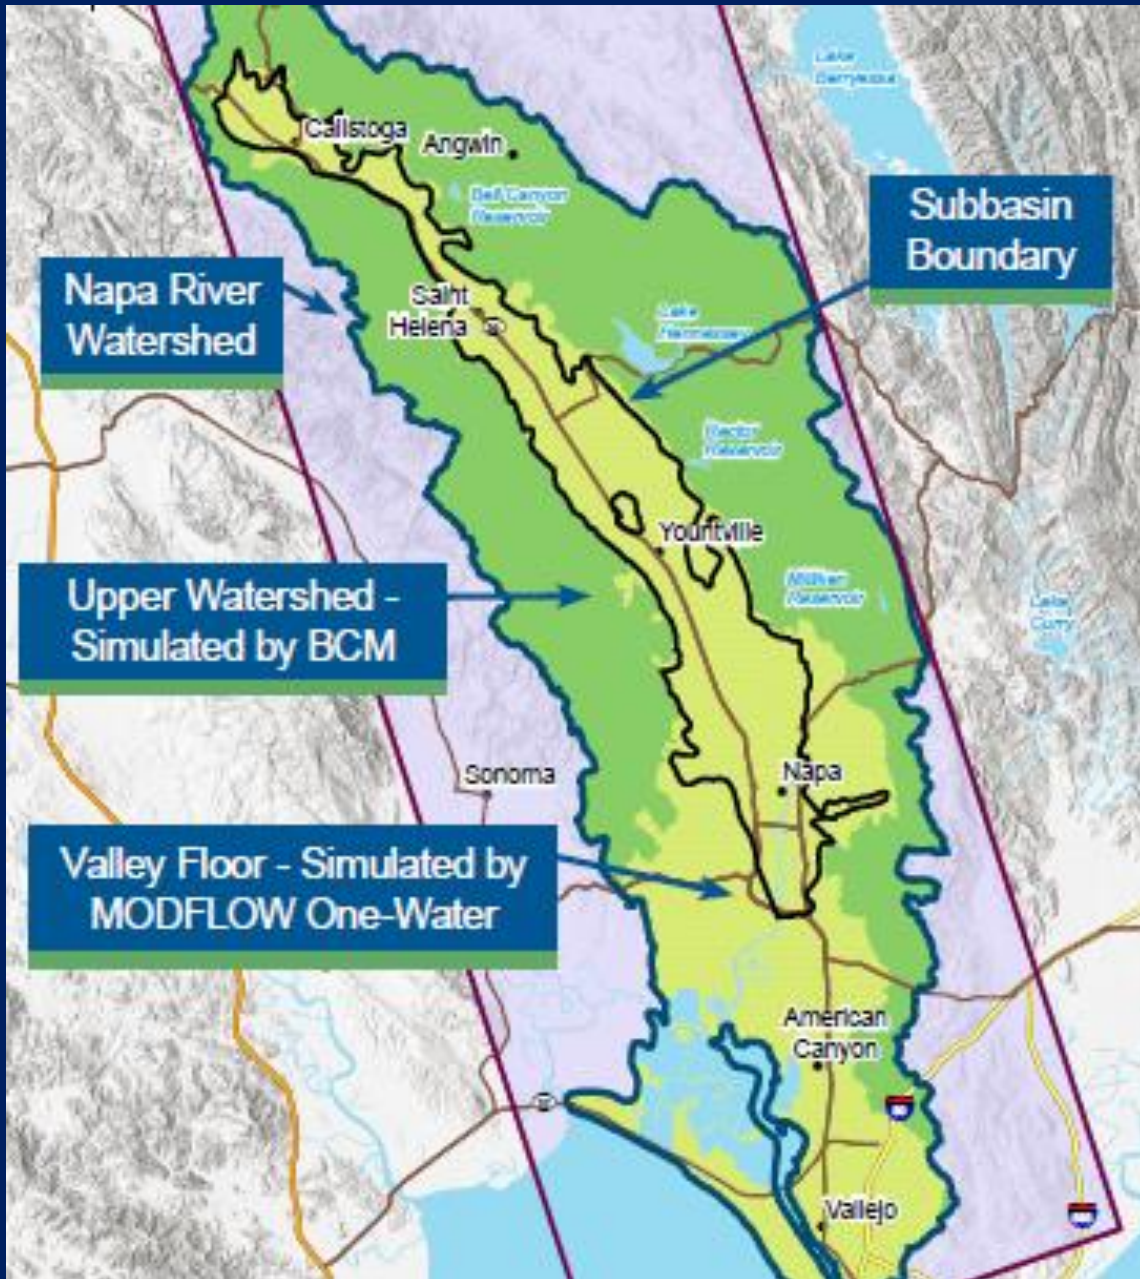 Lake
Berryessa
Calistoga
Angwin
Bell Canyon
Reservoir
Subbasin
Boundary
Napa River
Watershed
Saint
Helena
Lake
Hennessey
Rector
Reservoir
Yountville
Milliken
Reservoir
Upper Watershed -
Simulated by BCM
Lake
Curry
Sonoma
Napa
Valley Floor - Simulated by
MODFLOW One-Water
American
Canyon
80
Vallejo